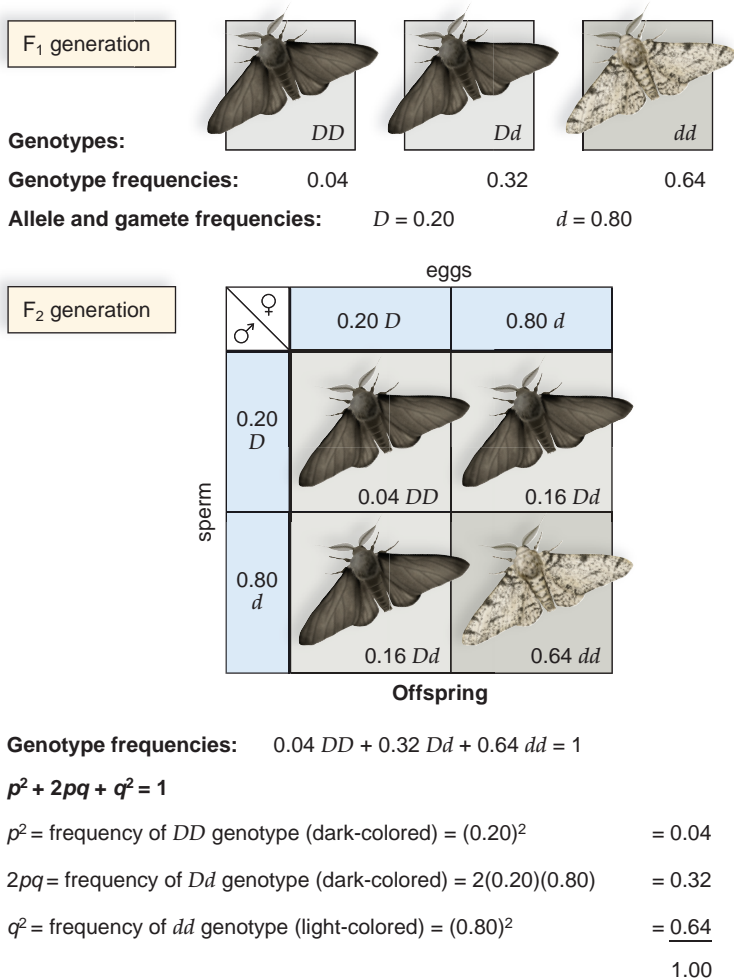 F₁ generation
DD Dd dd
Genotypes:
Genotype frequencies: 0.04 0.32 0.64
Allele and gamete frequencies: D = 0.20 d = 0.80
eggs
F₂ generation
♀
♂
0.20 D 0.80 d
sperm
0.20
D
0.04 DD 0.16 Dd
0.80
d
0.16 Dd 0.64 dd
Offspring
Genotype frequencies: 0.04 DD + 0.32 Dd + 0.64 dd = 1
p² + 2pq + q² = 1
p² = frequency of DD genotype (dark-colored) = (0.20)² = 0.04
2pq = frequency of Dd genotype (dark-colored) = 2(0.20)(0.80) = 0.32
q² = frequency of dd genotype (light-colored) = (0.80)² = 0.64
1.00